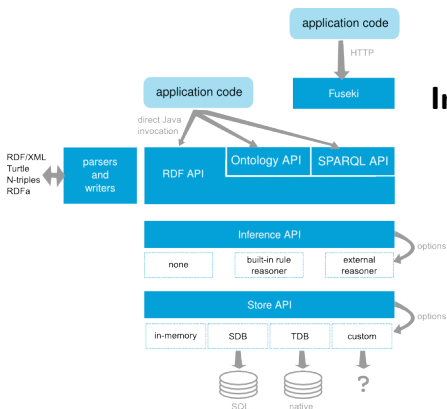 application code
HTTP
Fuseki
application code
direct Java
invocation
RDF/XML
Turtle
N-triples
RDFa
parsers
and
writers
RDF API
Ontology API
SPARQL API
Inference API
options
none
built-in rule
reasoner
external
reasoner
Store API
options
in-memory
SDB
TDB
custom
?
SQL
native